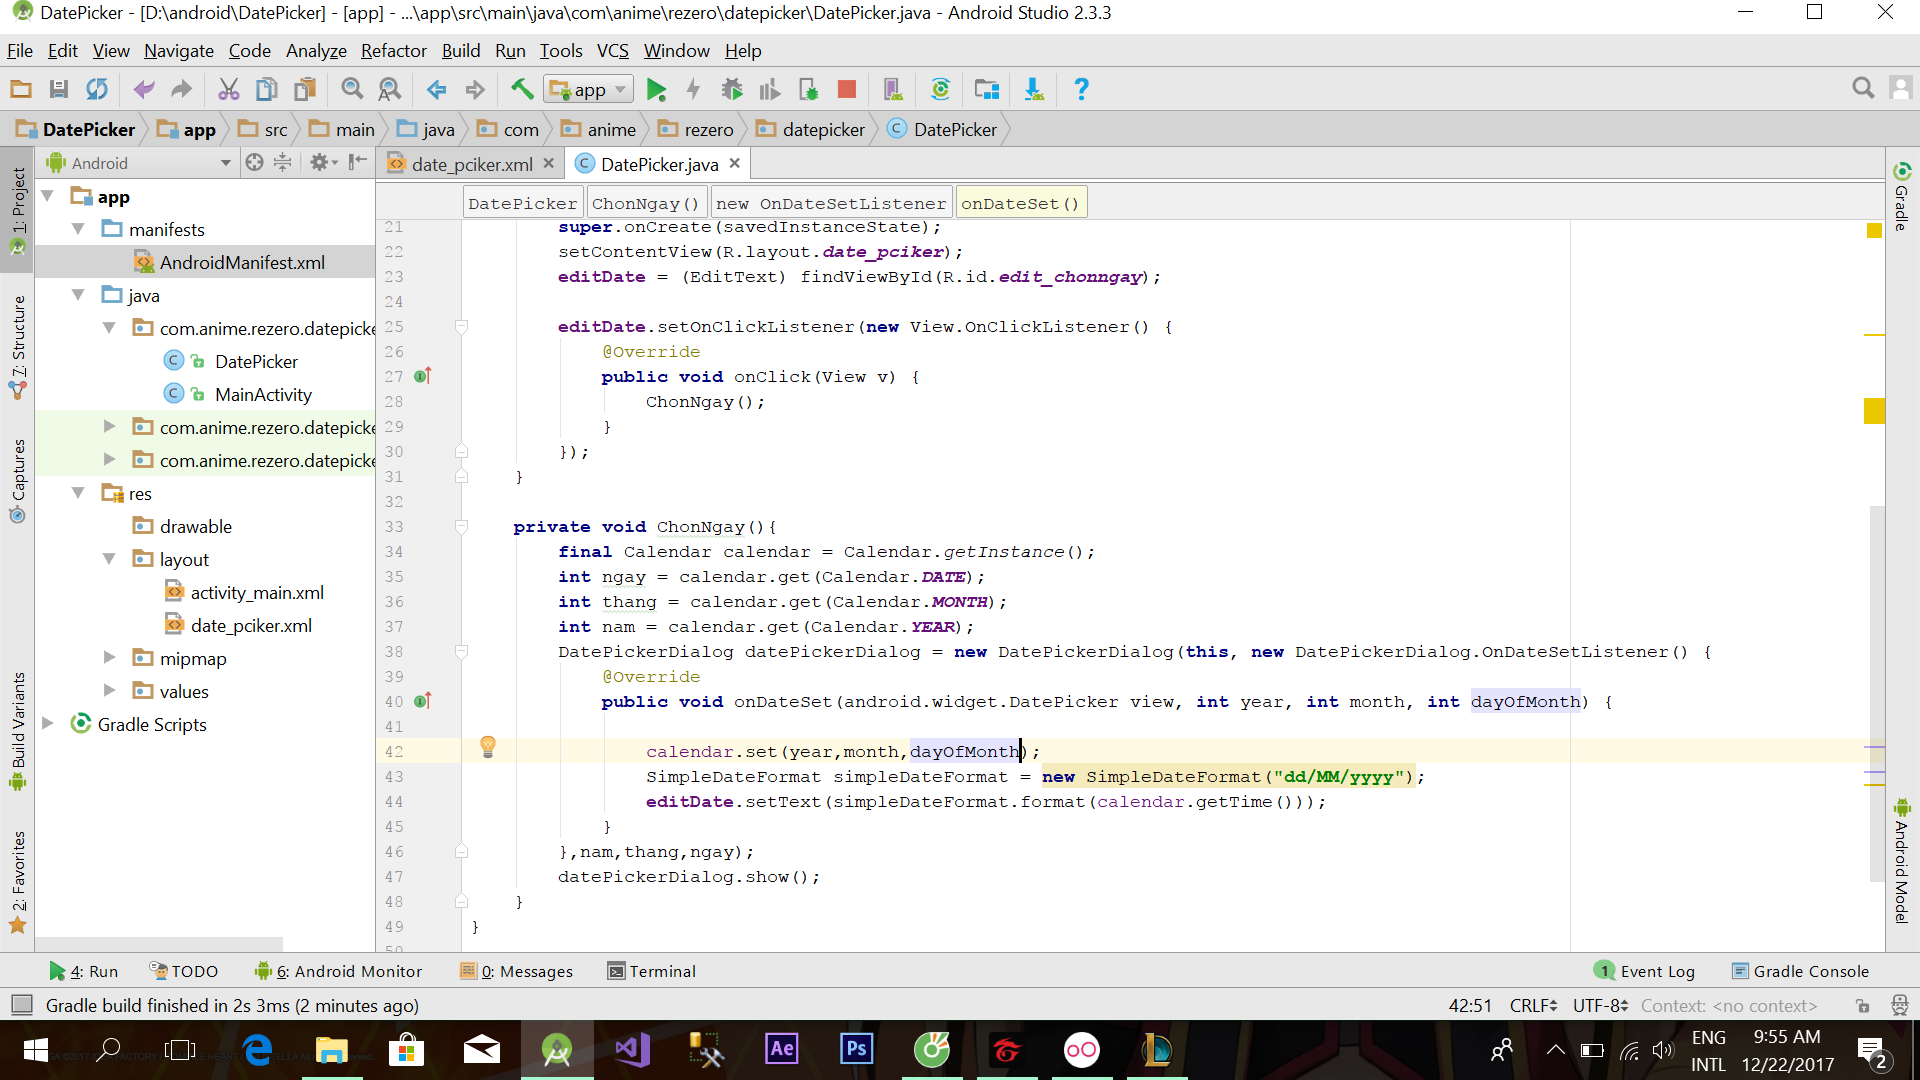 DatePicker - [D:\android\DatePicker] - [app] - ...\app\src\main\java\com\anime\rezero\datepicker\DatePicker.java - Android Studio 2.3.3
File Edit View Navigate Code Analyze Refactor Build Run Tools VCS Window Help
app
DatePicker app src main java com anime rezero datepicker DatePicker
Android
date_pciker.xml
DatePicker.java
1: Project
7: Structure
Captures
Build Variants
2: Favorites
app
manifests
AndroidManifest.xml
java
com.anime.rezero.datepicke
DatePicker
MainActivity
com.anime.rezero.datepicke
com.anime.rezero.datepicke
res
drawable
layout
activity_main.xml
date_pciker.xml
mipmap
values
Gradle Scripts
DatePicker ChonNgay() new OnDateSetListener onDateSet()
21 super.onCreate(savedInstanceState);
22 setContentView(R.layout.date_pciker);
23 editDate = (EditText) findViewById(R.id.edit_chonngay);
24
25 editDate.setOnClickListener(new View.OnClickListener() {
26 @Override
27 public void onClick(View v) {
28 ChonNgay();
29 }
30 });
31 }
32
33 private void ChonNgay(){
34 final Calendar calendar = Calendar.getInstance();
35 int ngay = calendar.get(Calendar.DATE);
36 int thang = calendar.get(Calendar.MONTH);
37 int nam = calendar.get(Calendar.YEAR);
38 DatePickerDialog datePickerDialog = new DatePickerDialog(this, new DatePickerDialog.OnDateSetListener() {
39 @Override
40 public void onDateSet(android.widget.DatePicker view, int year, int month, int dayOfMonth) {
41
42 calendar.set(year,month,dayOfMonth);
43 SimpleDateFormat simpleDateFormat = new SimpleDateFormat("dd/MM/yyyy");
44 editDate.setText(simpleDateFormat.format(calendar.getTime()));
45 }
46 },nam,thang,ngay);
47 datePickerDialog.show();
48 }
49 }
50
Gradle
Android Model
4: Run TODO 6: Android Monitor 0: Messages Terminal 1 Event Log Gradle Console
Gradle build finished in 2s 3ms (2 minutes ago) 42:51 CRLF UTF-8 Context: <no context>
Ae Ps
ENG
INTL
9:55 AM
12/22/2017
2